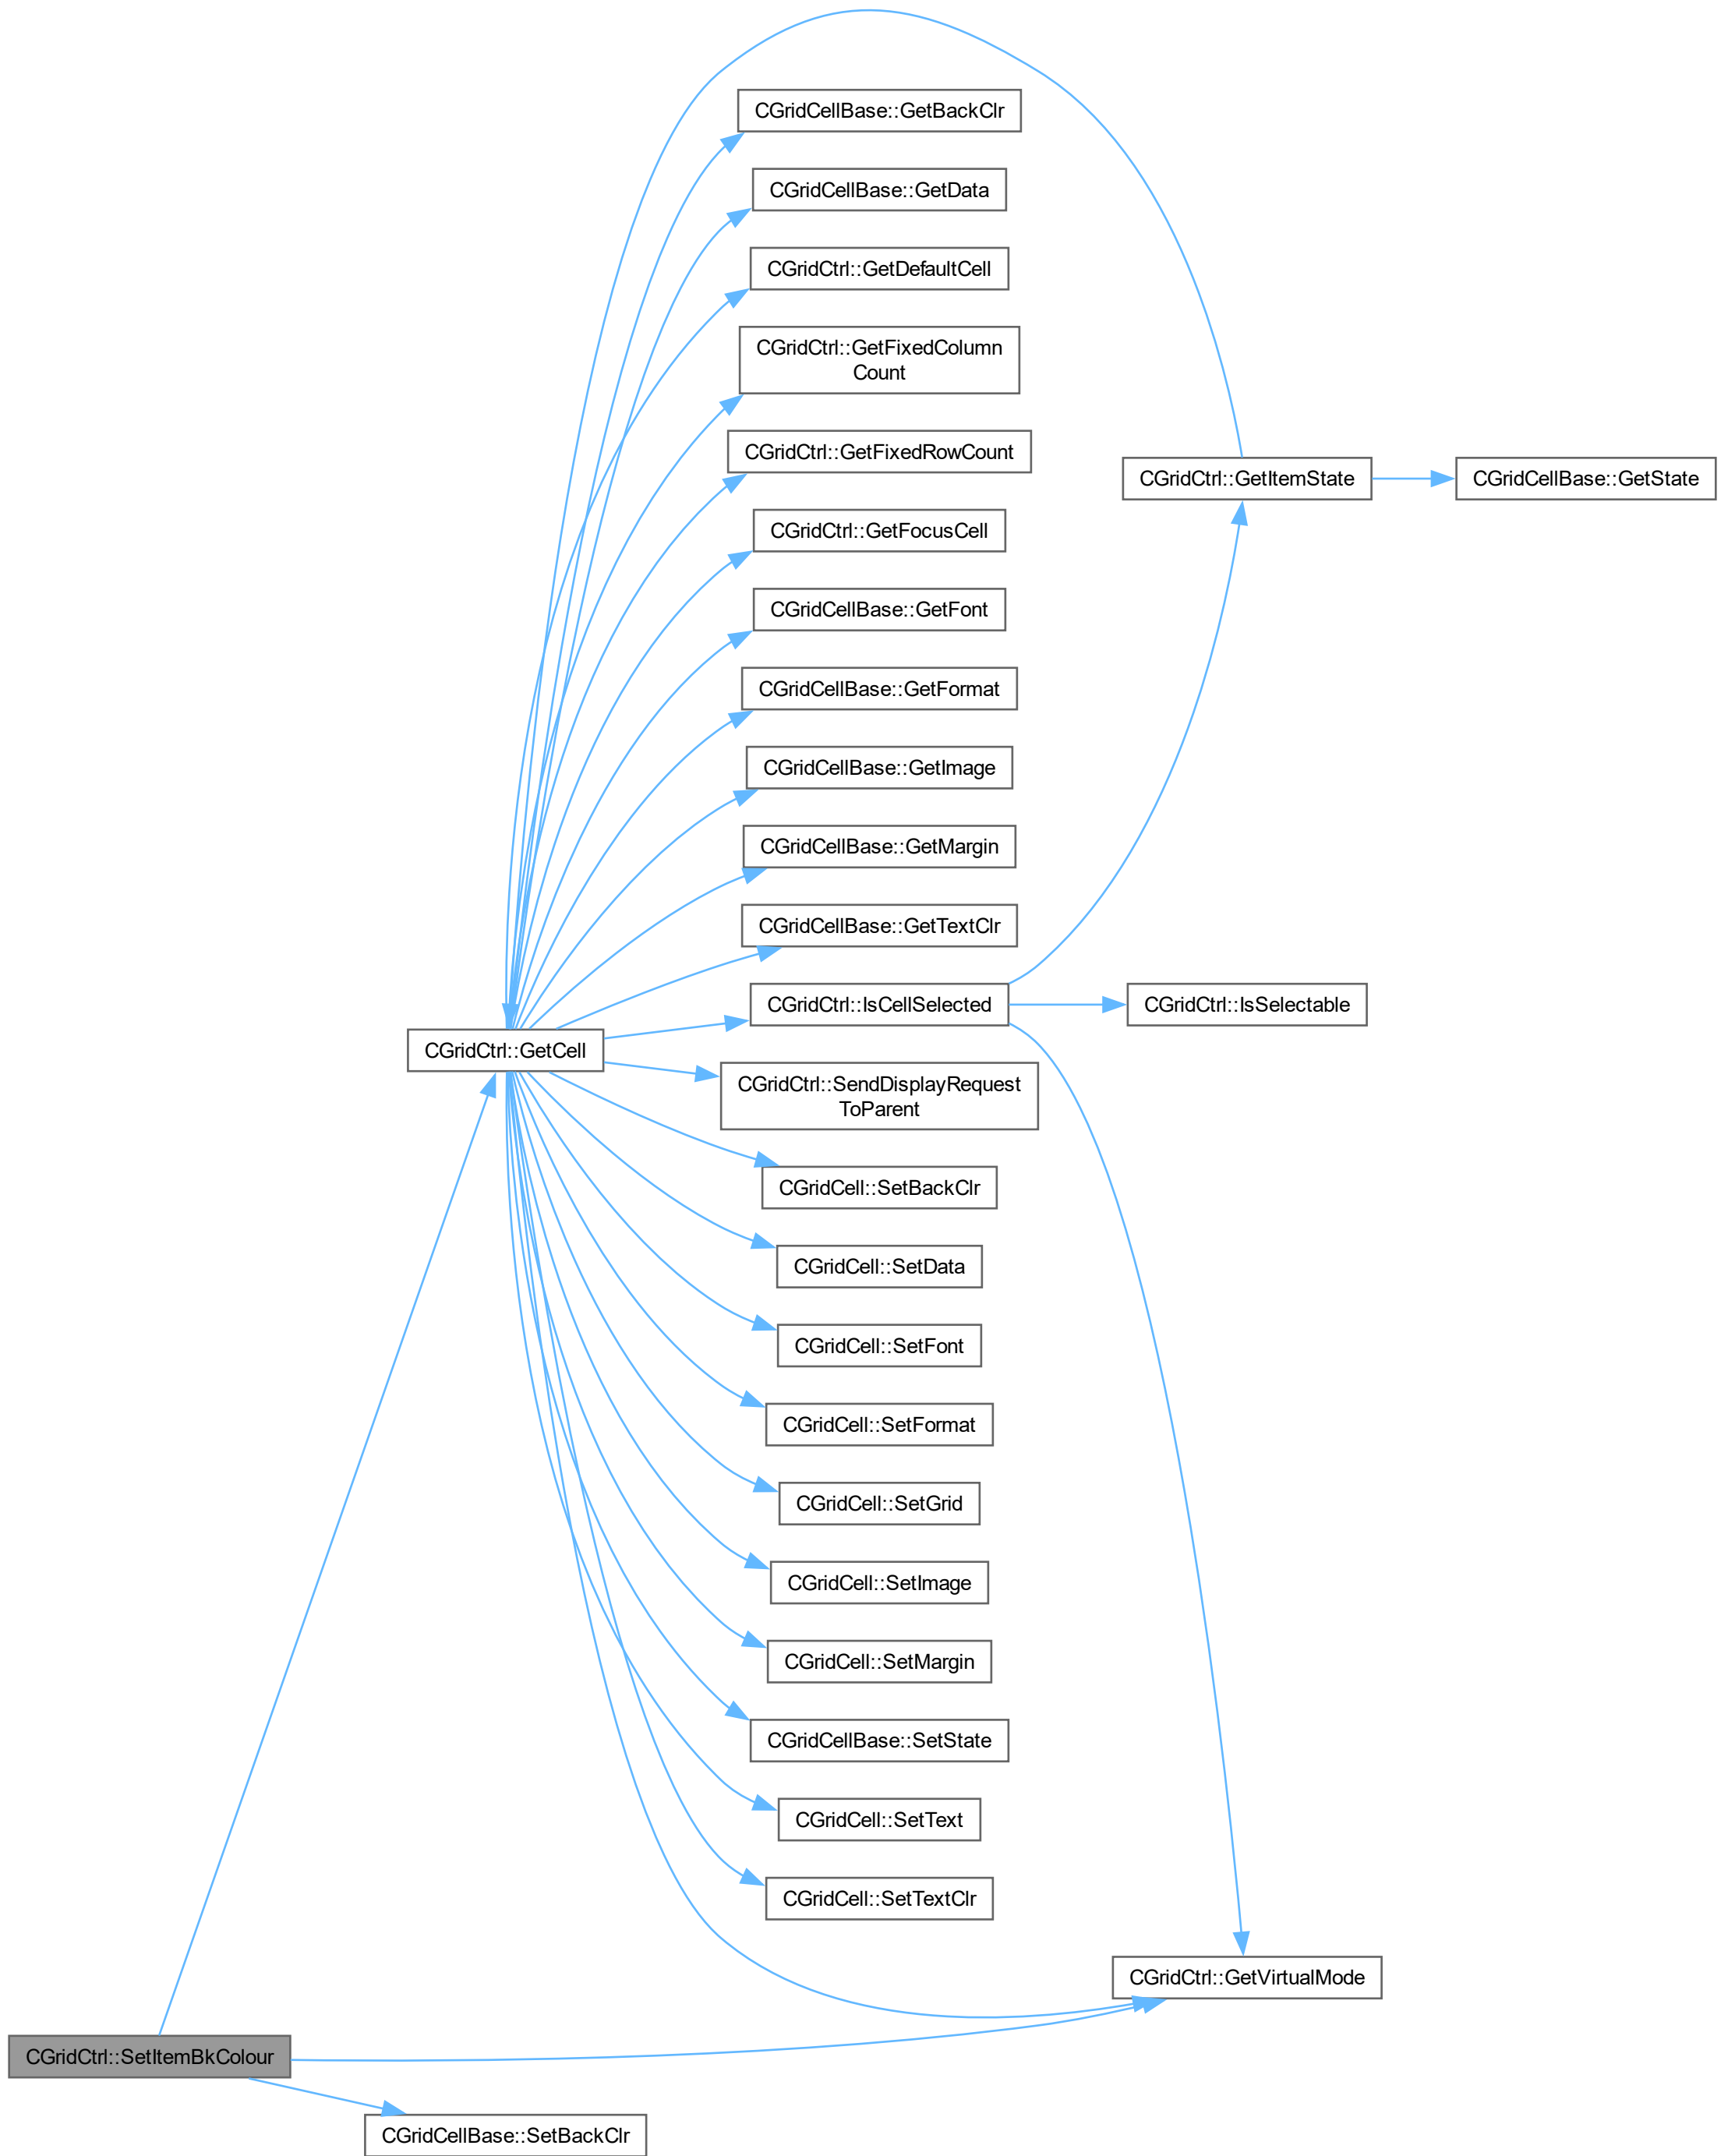 CGridCellBase::GetBackClr
CGridCellBase::GetData
CGridCtrl::GetDefaultCell
CGridCtrl::GetFixedColumn
Count
CGridCtrl::GetFixedRowCount
CGridCtrl::GetItemState
CGridCellBase::GetState
CGridCtrl::GetFocusCell
CGridCellBase::GetFont
CGridCellBase::GetFormat
CGridCellBase::GetImage
CGridCellBase::GetMargin
CGridCellBase::GetTextClr
CGridCtrl::IsCellSelected
CGridCtrl::IsSelectable
CGridCtrl::GetCell
CGridCtrl::SendDisplayRequest
ToParent
CGridCell::SetBackClr
CGridCell::SetData
CGridCell::SetFont
CGridCell::SetFormat
CGridCell::SetGrid
CGridCell::SetImage
CGridCell::SetMargin
CGridCellBase::SetState
CGridCell::SetText
CGridCell::SetTextClr
CGridCtrl::GetVirtualMode
CGridCtrl::SetItemBkColour
CGridCellBase::SetBackClr